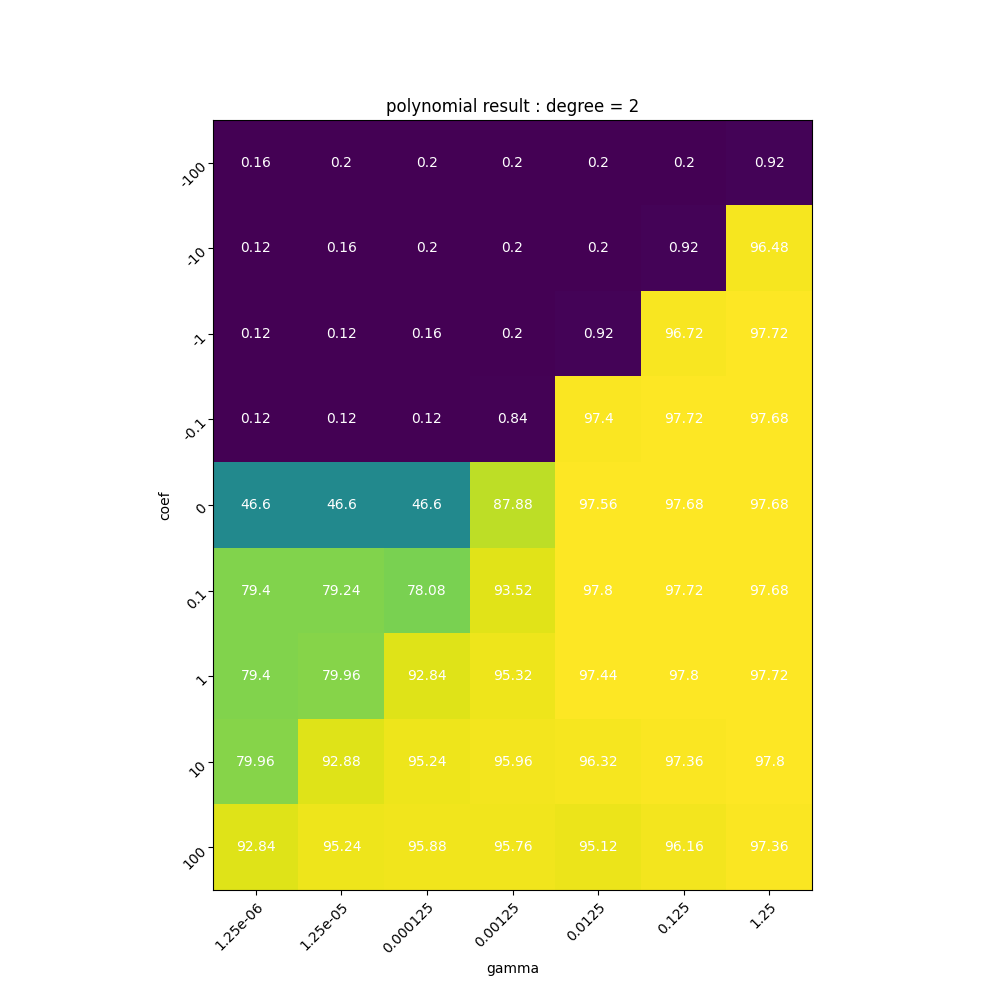 polynomial result : degree = 2
-100 0.16 0.2 0.2 0.2 0.2 0.2 0.92
-10 0.12 0.16 0.2 0.2 0.2 0.92 96.48
-1 0.12 0.12 0.16 0.2 0.92 96.72 97.72
-0.1 0.12 0.12 0.12 0.84 97.4 97.72 97.68
coef
0 46.6 46.6 46.6 87.88 97.56 97.68 97.68
0.1 79.4 79.24 78.08 93.52 97.8 97.72 97.68
1 79.4 79.96 92.84 95.32 97.44 97.8 97.72
10 79.96 92.88 95.24 95.96 96.32 97.36 97.8
100 92.84 95.24 95.88 95.76 95.12 96.16 97.36
1.25e-06 1.25e-05 0.000125 0.00125 0.0125 0.125 1.25
gamma